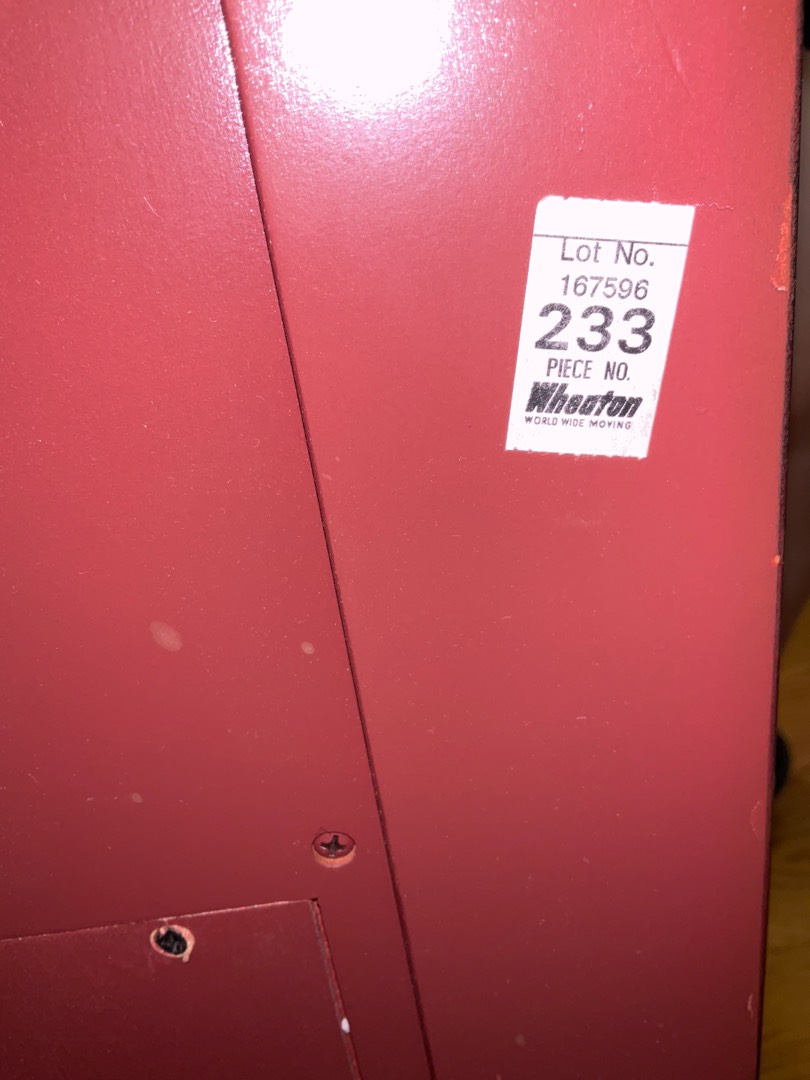 Lot No.
167596
233
PIECE NO.
Wheaton
WORLD WIDE MOVING